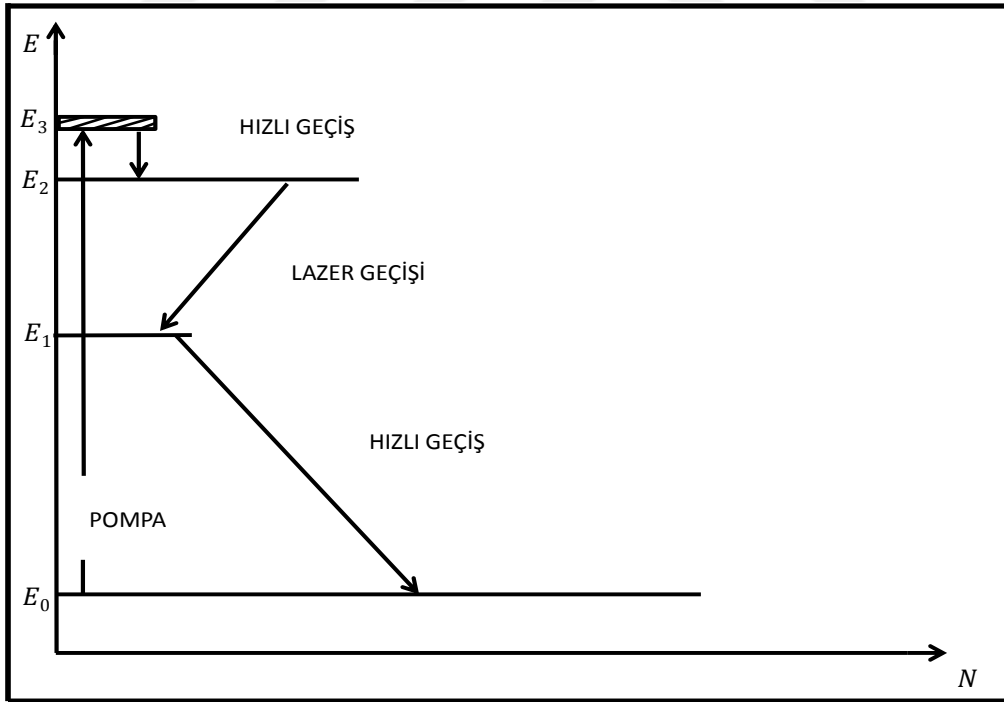 E
E₃
HIZLI GEÇİŞ
E₂
LAZER GEÇİŞİ
E₁
HIZLI GEÇİŞ
POMPA
E₀
N